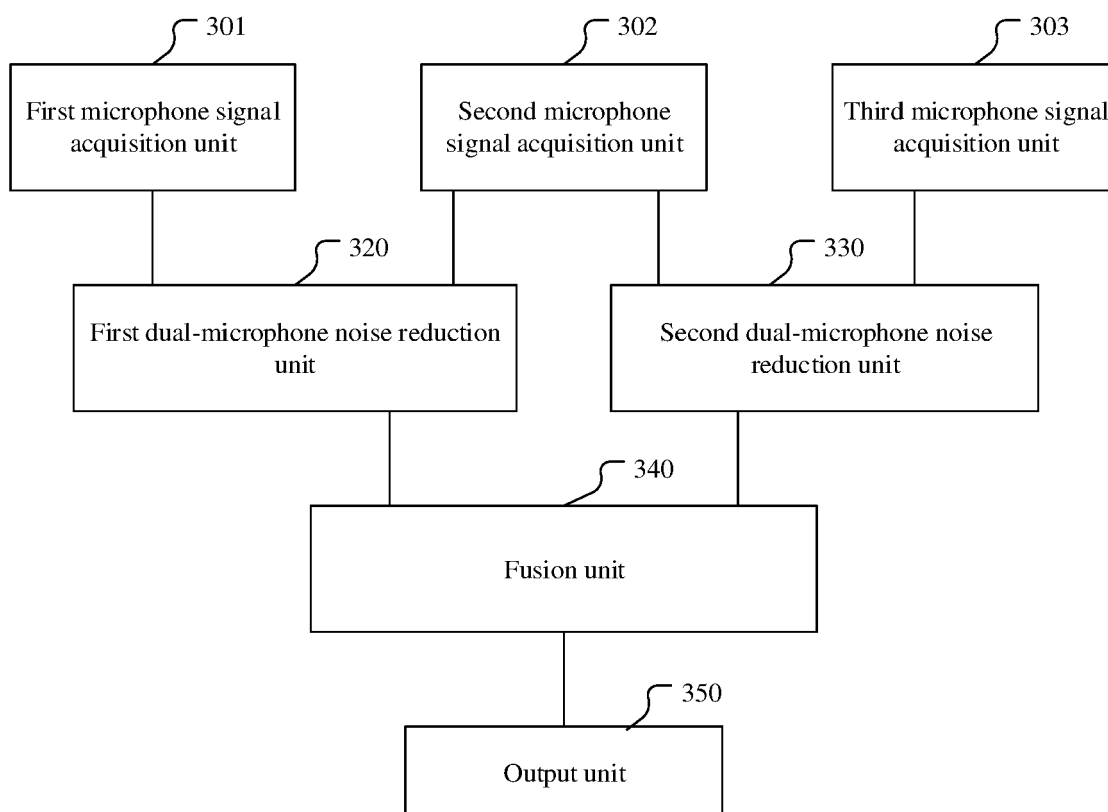 301
302
303
First microphone signal
acquisition unit
Second microphone
signal acquisition unit
Third microphone signal
acquisition unit
320
330
First dual-microphone noise reduction
unit
Second dual-microphone noise
reduction unit
340
Fusion unit
350
Output unit